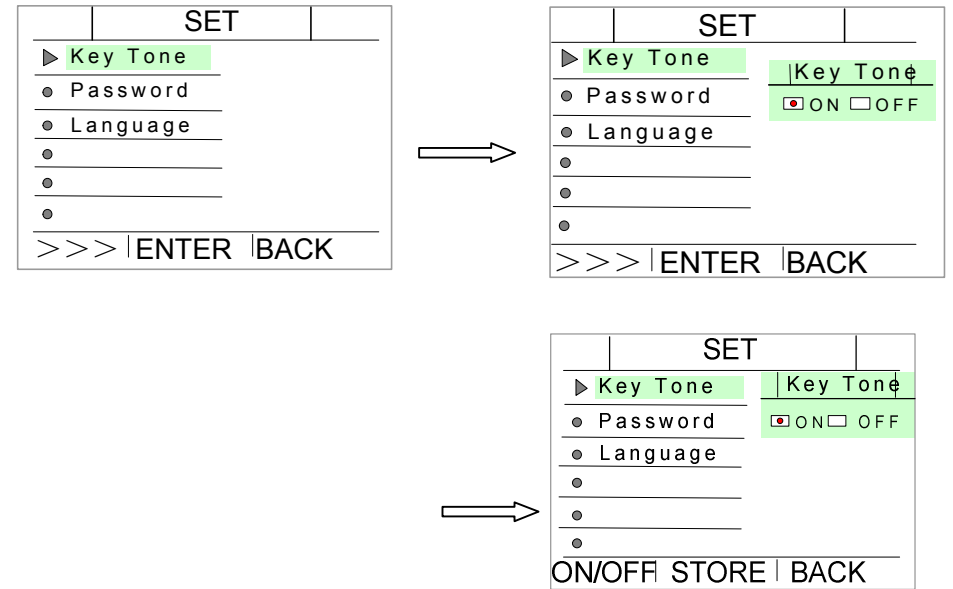 SET
Key Tone
Password
Language
>>> ENTER BACK
SET
Key Tone
Key Tone
ON OFF
Password
Language
>>> ENTER BACK
SET
Key Tone
Key Tone
Password
ON OFF
Language
ON/OFF STORE BACK